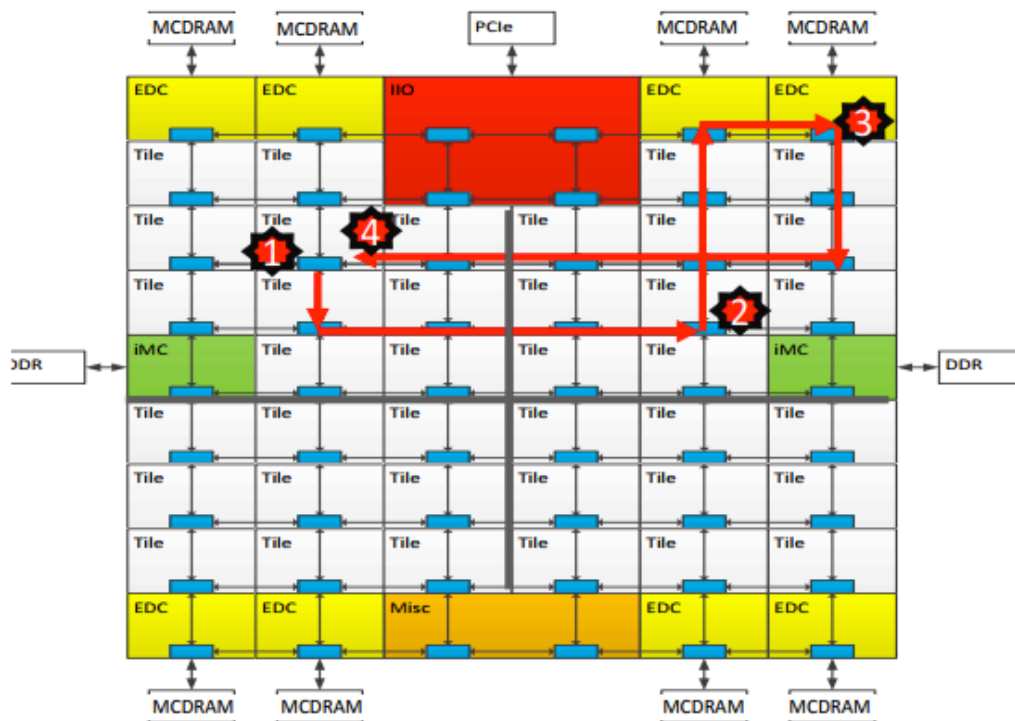 MCDRAM MCDRAM PCIe MCDRAM MCDRAM
EDC EDC IIO EDC EDC
3
Tile Tile Tile Tile
Tile Tile Tile Tile Tile Tile
1 4
Tile Tile Tile Tile Tile Tile
2
iMC Tile Tile Tile Tile iMC
DDR DDR
Tile Tile Tile Tile Tile Tile
Tile Tile Tile Tile Tile Tile
Tile Tile Tile Tile Tile Tile
EDC EDC Misc EDC EDC
MCDRAM MCDRAM MCDRAM MCDRAM